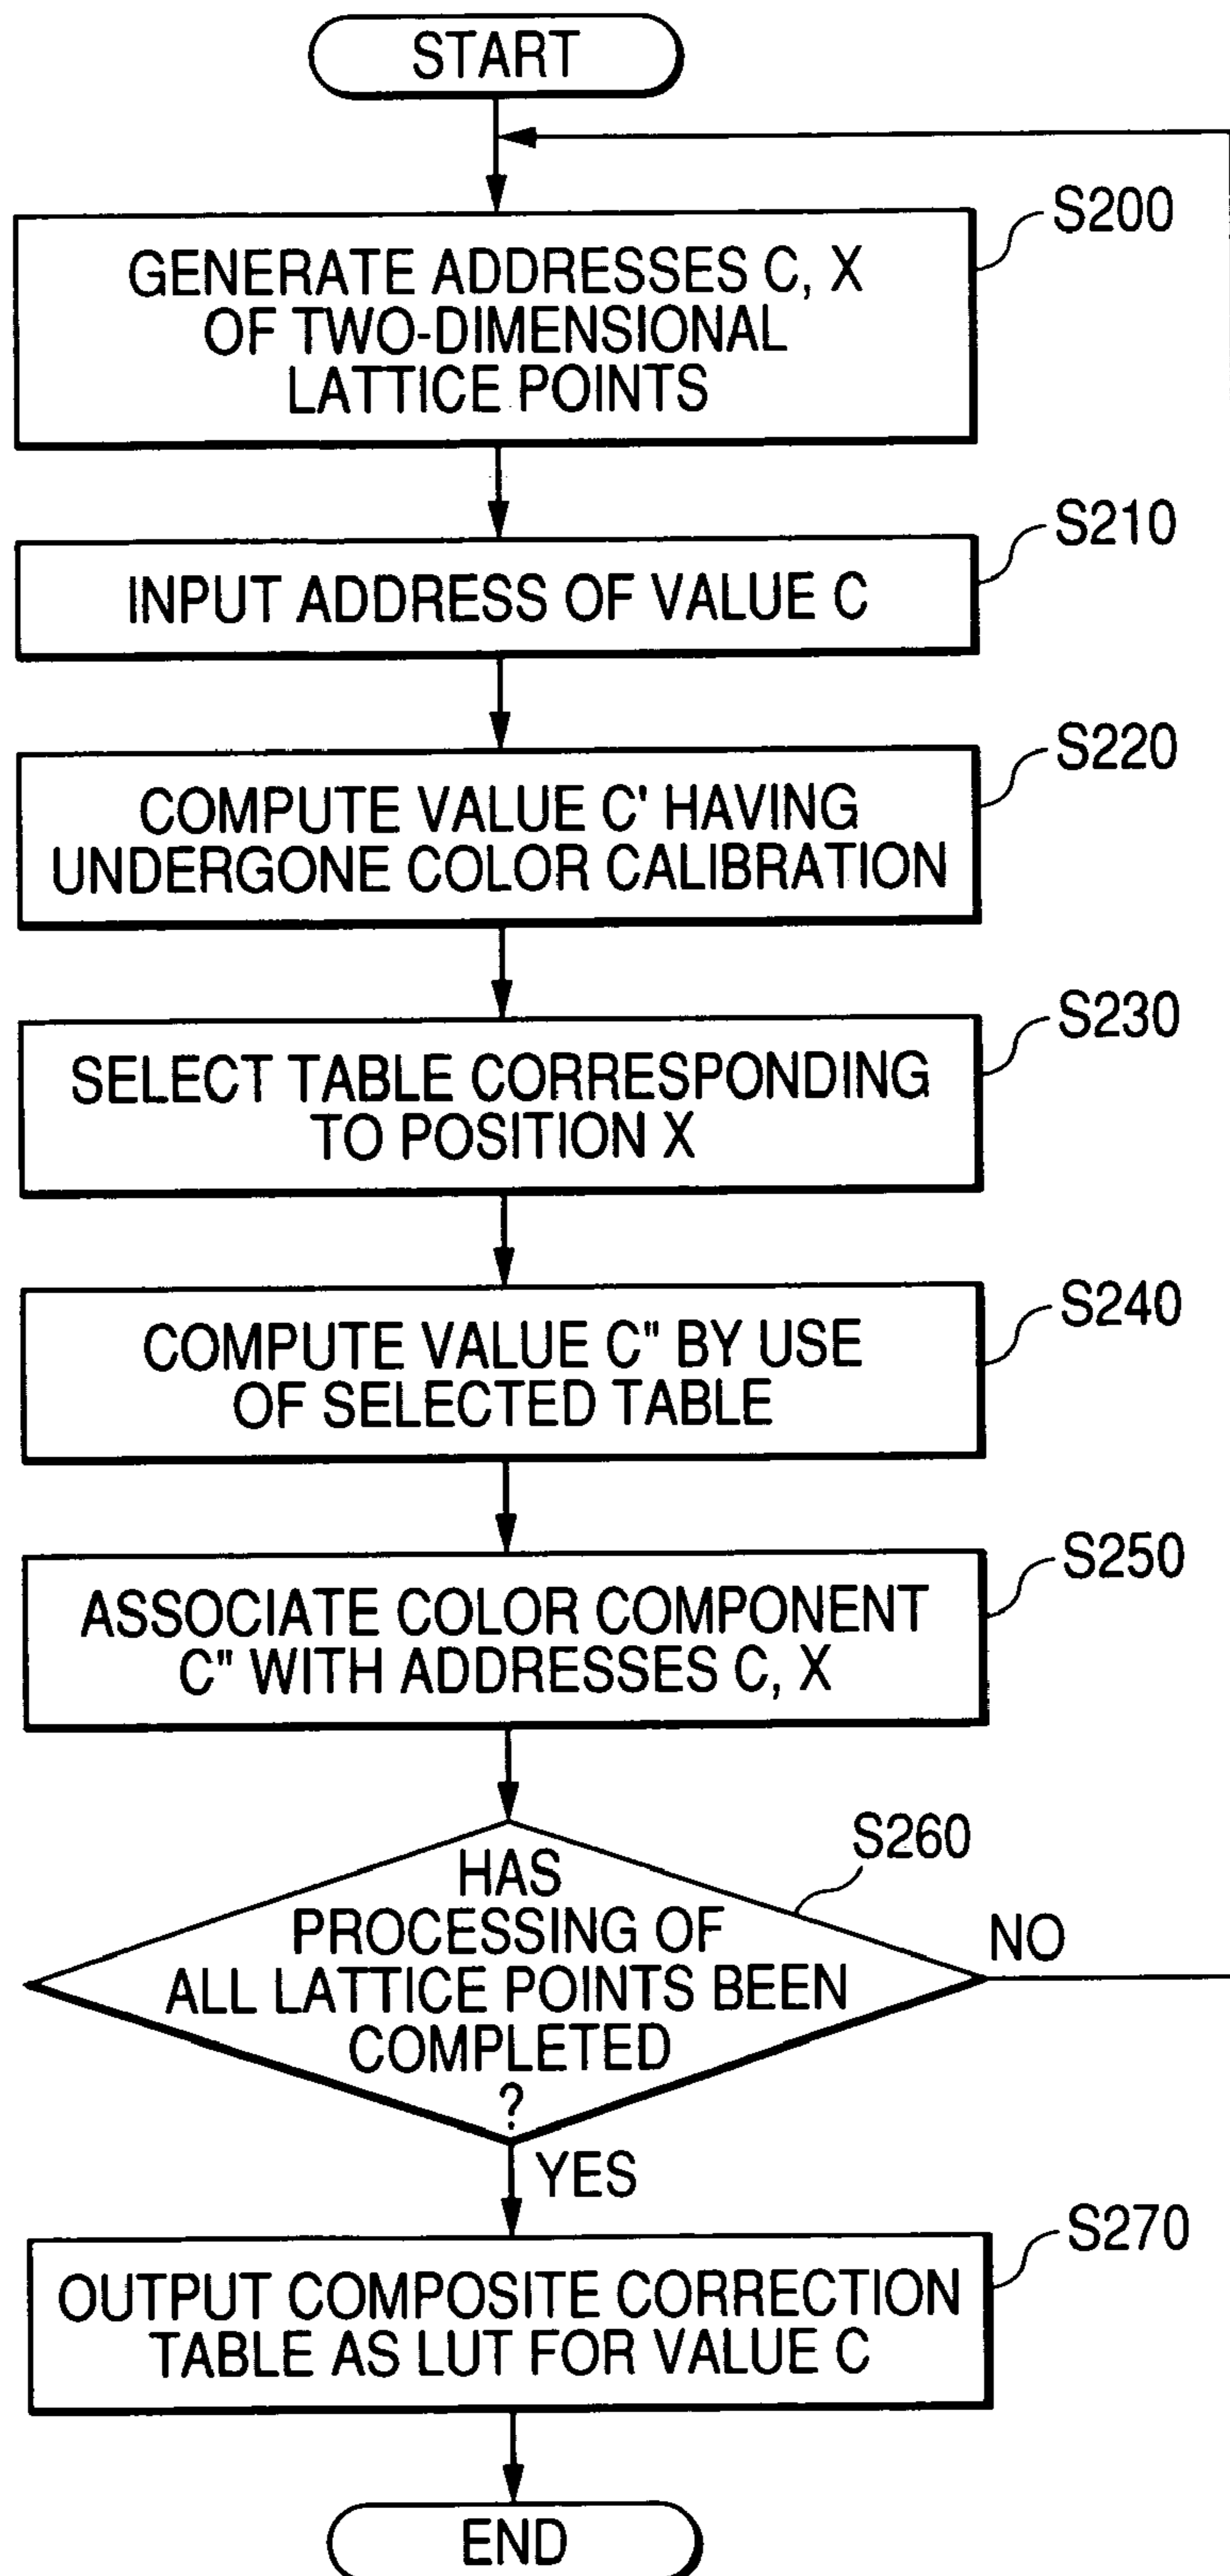 START
S200
GENERATE ADDRESSES C, X
OF TWO-DIMENSIONAL
LATTICE POINTS
S210
INPUT ADDRESS OF VALUE C
S220
COMPUTE VALUE C' HAVING
UNDERGONE COLOR CALIBRATION
S230
SELECT TABLE CORRESPONDING
TO POSITION X
S240
COMPUTE VALUE C" BY USE
OF SELECTED TABLE
S250
ASSOCIATE COLOR COMPONENT
C" WITH ADDRESSES C, X
S260
HAS
PROCESSING OF
ALL LATTICE POINTS BEEN
COMPLETED
?
NO
YES
S270
OUTPUT COMPOSITE CORRECTION
TABLE AS LUT FOR VALUE C
END